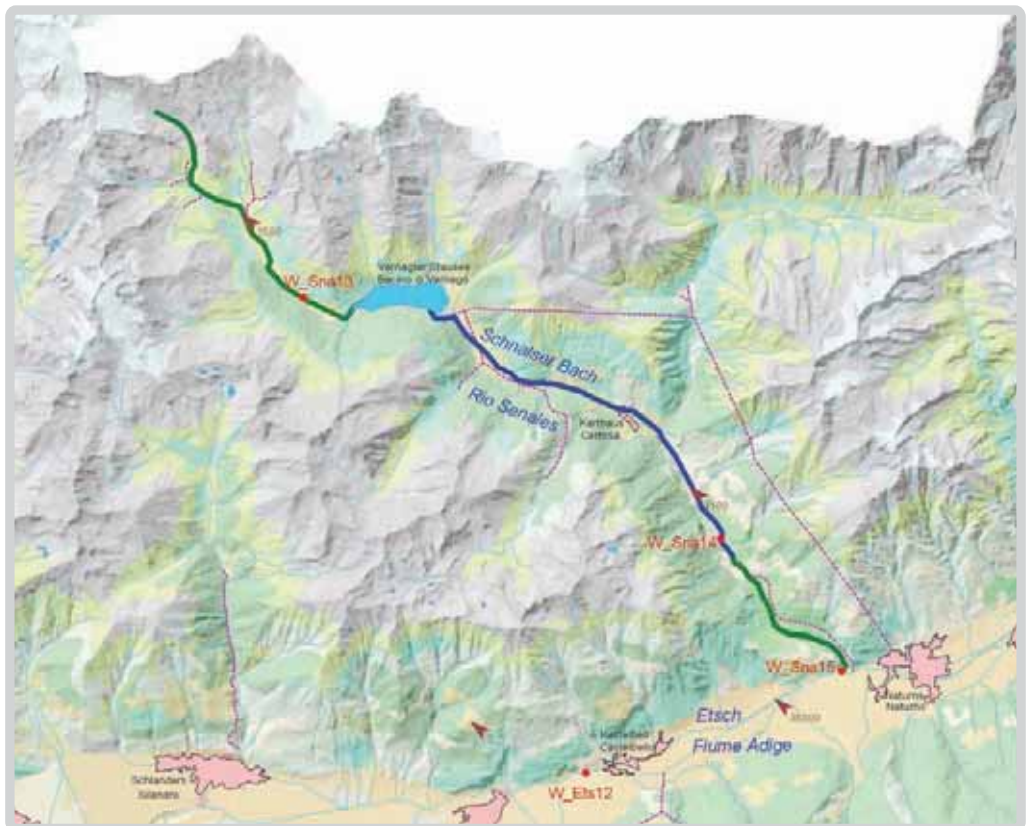 W_Sna13
Vernagter Stausee
Bacino di Vernago
Schnalser Bach
Rio Senales
Karthaus
Certosa
W_Sna14
W_Sna15
Naturns
Naturno
Etsch
Fiume Adige
Kastelbell
Castelbello
Schlanders
Silandro
W_Ets12